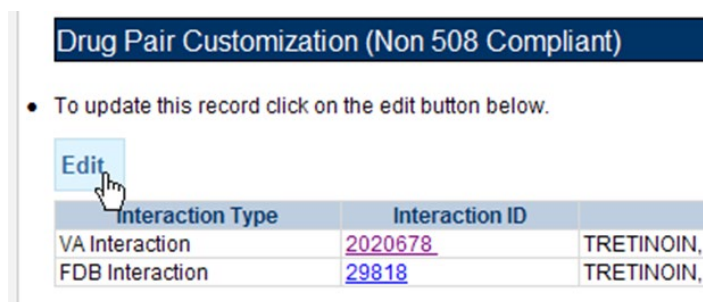 Drug Pair Customization (Non 508 Compliant)
To update this record click on the edit button below.
Edit
Interaction Type Interaction ID
VA Interaction 2020678 TRETINOIN,
FDB Interaction 29818 TRETINOIN,